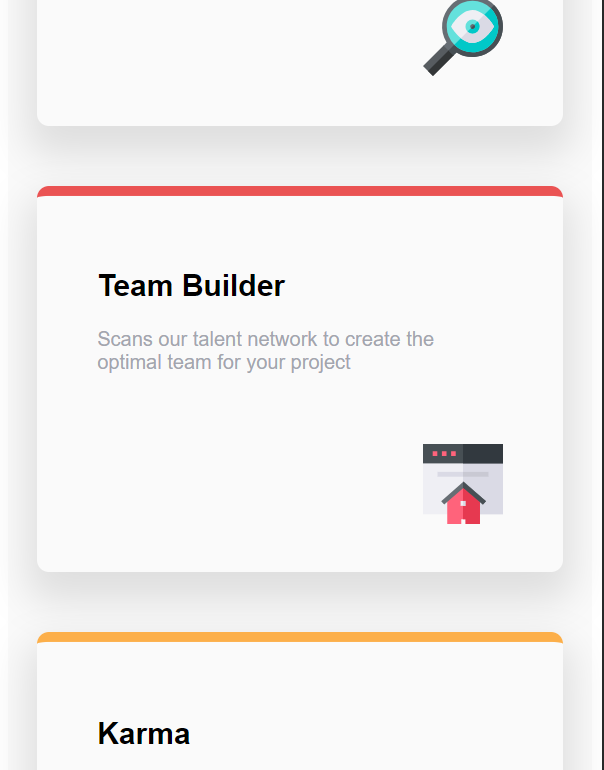 Team Builder
Scans our talent network to create the
optimal team for your project
Karma